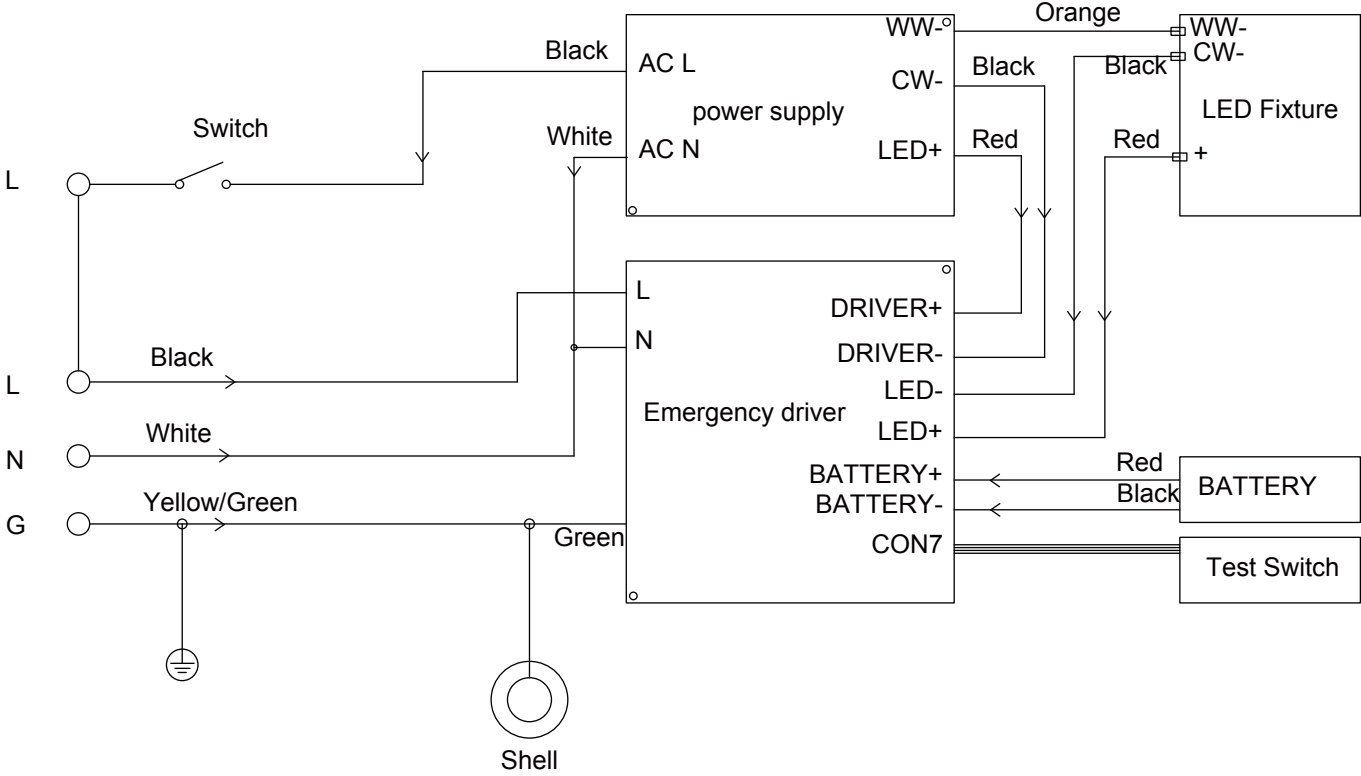 Orange
WW-
WW-
Black
AC L
CW-
Black
Black
CW-
power supply
LED Fixture
Switch
White
AC N
LED+
Red
Red
+
L
L
DRIVER+
N
DRIVER-
Black
L
LED-
Emergency driver
White
LED+
N
BATTERY+
Red
BATTERY
BATTERY-
Black
Yellow/Green
G
Green
CON7
Test Switch
Shell